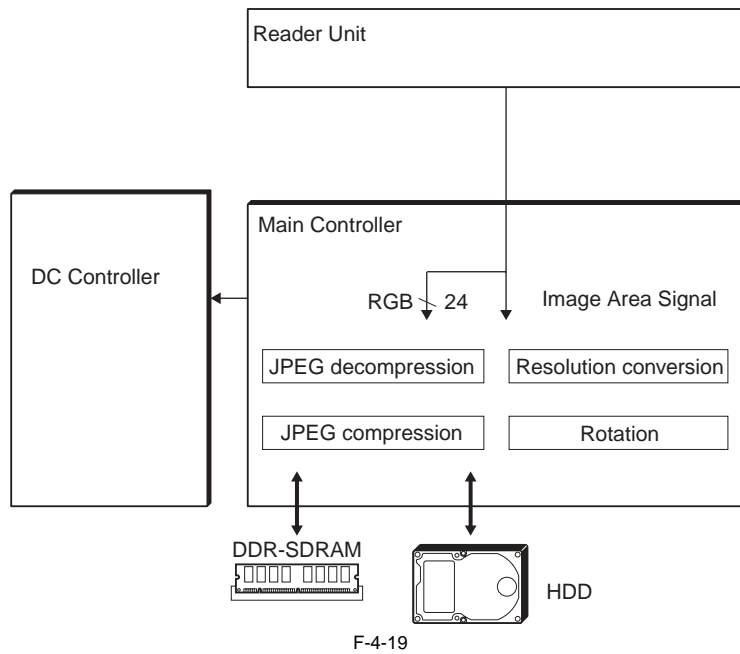 Reader Unit
Main Controller
DC Controller
RGB 24
Image Area Signal
JPEG decompression
Resolution conversion
JPEG compression
Rotation
DDR-SDRAM
HDD
F-4-19